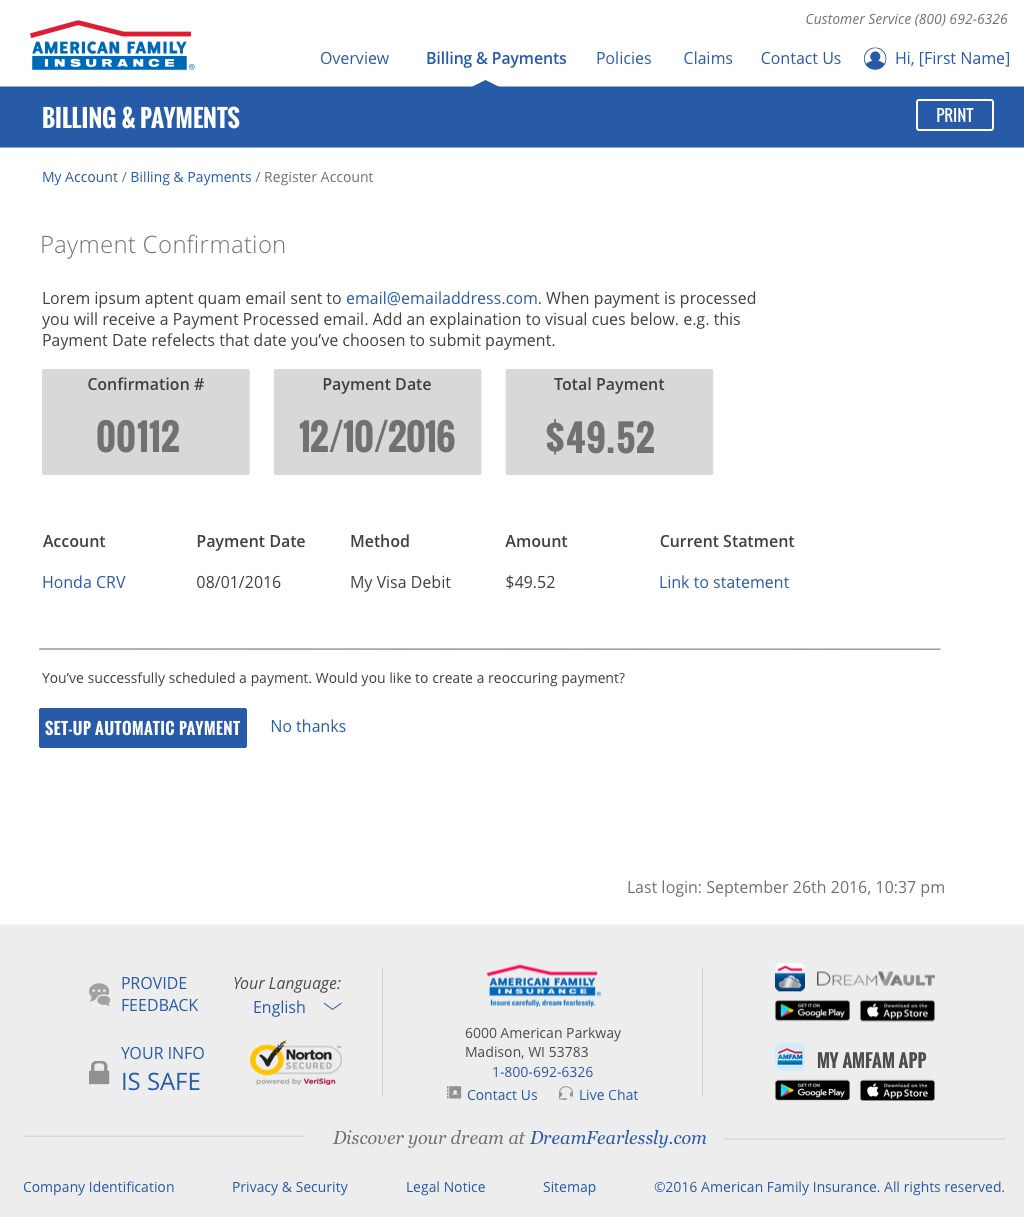 Customer Service (800) 692-6326
AMERICAN FAMILY
INSURANCE®
Overview Billing & Payments Policies Claims Contact Us Hi, [First Name]
BILLING & PAYMENTS
PRINT
My Account / Billing & Payments / Register Account
Payment Confirmation
Lorem ipsum aptent quam email sent to email@emailaddress.com. When payment is processed
you will receive a Payment Processed email. Add an explaination to visual cues below. e.g. this
Payment Date refelects that date you’ve choosen to submit payment.
Confirmation # Payment Date Total Payment
00112 12/10/2016 $49.52
Account Payment Date Method Amount Current Statment
Honda CRV 08/01/2016 My Visa Debit $49.52 Link to statement
You’ve successfully scheduled a payment. Would you like to create a reoccuring payment?
SET-UP AUTOMATIC PAYMENT No thanks
Last login: September 26th 2016, 10:37 pm
PROVIDE
FEEDBACK
Your Language:
English
YOUR INFO
IS SAFE
Norton™
SECURED
powered by VeriSign
AMERICAN FAMILY
INSURANCE®
Insure carefully, dream fearlessly.
6000 American Parkway
Madison, WI 53783
1-800-692-6326
Contact Us Live Chat
DREAMVAULT
GET IT ON
Google Play
Download on the
App Store
AMFAM
MY AMFAM APP
GET IT ON
Google Play
Download on the
App Store
Discover your dream at DreamFearlessly.com
Company Identification Privacy & Security Legal Notice Sitemap ©2016 American Family Insurance. All rights reserved.